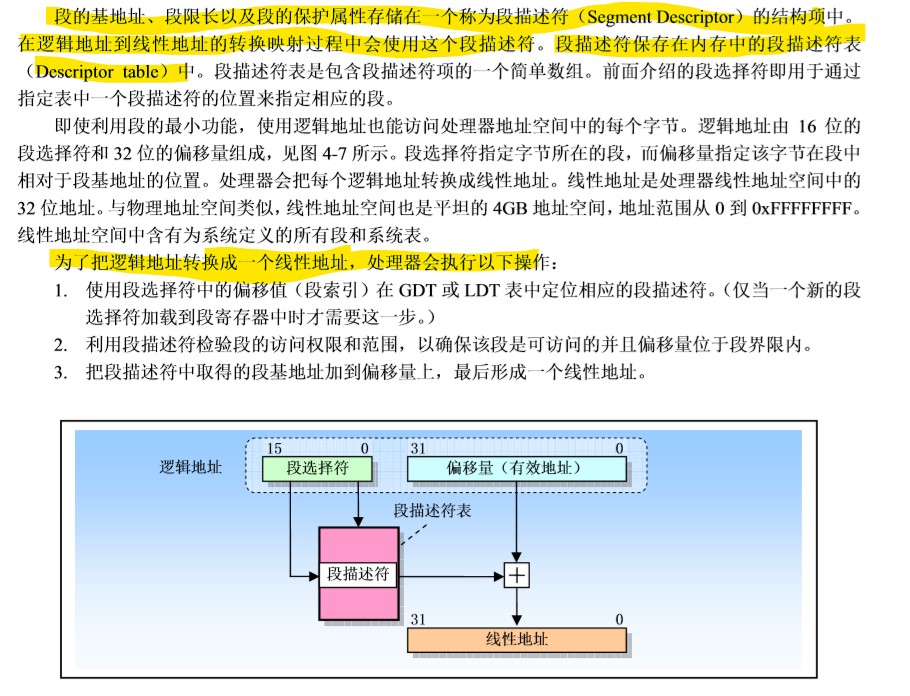 段的基地址、段限长以及段的保护属性存储在一个称为段描述符（Segment Descriptor）的结构项中。
在逻辑地址到线性地址的转换映射过程中会使用这个段描述符。段描述符保存在内存中的段描述符表
（Descriptor table）中。段描述符表是包含段描述符项的一个简单数组。前面介绍的段选择符即用于通过
指定表中一个段描述符的位置来指定相应的段。
即使利用段的最小功能，使用逻辑地址也能访问处理器地址空间中的每个字节。逻辑地址由 16 位的
段选择符和 32 位的偏移量组成，见图 4-7 所示。段选择符指定字节所在的段，而偏移量指定该字节在段中
相对于段基地址的位置。处理器会把每个逻辑地址转换成线性地址。线性地址是处理器线性地址空间中的
32 位地址。与物理地址空间类似，线性地址空间也是平坦的 4GB 地址空间，地址范围从 0 到 0xFFFFFFFF。
线性地址空间中含有为系统定义的所有段和系统表。
为了把逻辑地址转换成一个线性地址，处理器会执行以下操作：
1. 使用段选择符中的偏移值（段索引）在 GDT 或 LDT 表中定位相应的段描述符。（仅当一个新的段
选择符加载到段寄存器中时才需要这一步。）
2. 利用段描述符检验段的访问权限和范围，以确保该段是可访问的并且偏移量位于段界限内。
3. 把段描述符中取得的段基地址加到偏移量上，最后形成一个线性地址。
15 0 31 0
逻辑地址 段选择符 偏移量（有效地址）
段描述符表
段描述符 +
31 0
线性地址